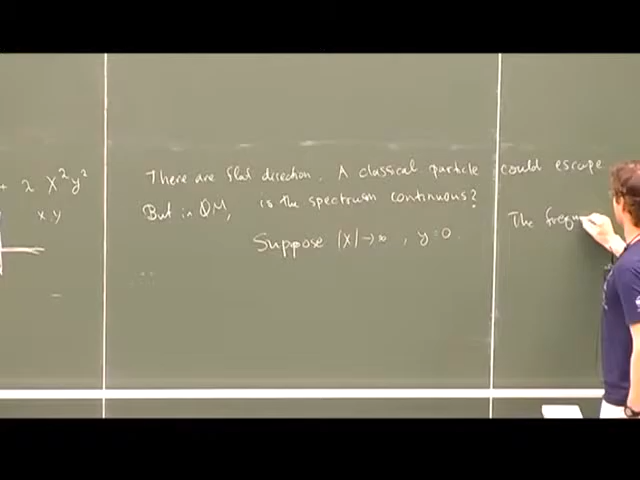 + λ x²y²
x, y
There are flat direction. A classical particle could escape
But in QM, is the spectrum continuous?
Suppose |x|→∞, y=0.
The frequ